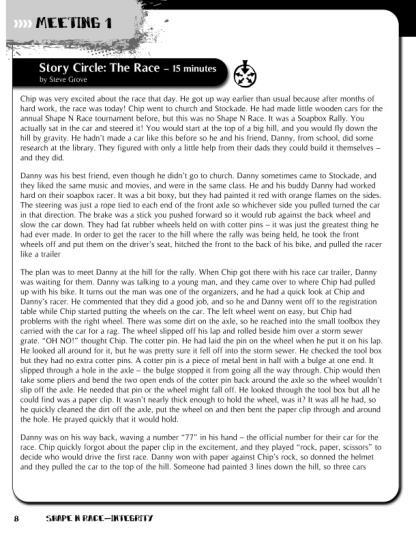 »» MEETING 1
Story Circle: The Race – 15 minutes
by Steve Grove
Chip was very excited about the race that day. He got up way earlier than usual because after months of
hard work, the race was today! Chip went to church and Stockade. He had made little wooden cars for the
annual Shape N Race tournament before, but this was no Shape N Race. It was a Soapbox Rally. You
actually sat in the car and steered it! You would start at the top of a big hill, and you would fly down the
hill by gravity. He hadn't made a car like this before so he and his friend, Danny, from school, did some
research at the library. They figured with only a little help from their dads they could build it themselves –
and they did.
Danny was his best friend, even though he didn't go to church. Danny sometimes came to Stockade, and
they liked the same music and movies, and were in the same class. He and his buddy Danny had worked
hard on their soapbox racer. It was a bit boxy, but they had painted it red with orange flames on the sides.
The steering was just a rope tied to each end of the front axle so whichever side you pulled turned the car
in that direction. The brake was a stick you pushed forward so it would rub against the back wheel and
slow the car down. They had fat rubber wheels held on with cotter pins – it was just the greatest thing he
had ever made. In order to get the racer to the hill where the rally was being held, he took the front
wheels off and put them on the driver's seat, hitched the front to the back of his bike, and pulled the racer
like a trailer
The plan was to meet Danny at the hill for the rally. When Chip got there with his race car trailer, Danny
was waiting for them. Danny was talking to a young man, and they came over to where Chip had pulled
up with his bike. It turns out the man was one of the organizers, and he had a quick look at Chip and
Danny's racer. He commented that they did a good job, and so he and Danny went off to the registration
table while Chip started putting the wheels on the car. The left wheel went on easy, but Chip had
problems with the right wheel. There was some dirt on the axle, so he reached into the small toolbox they
carried with the car for a rag. The wheel slipped off his lap and rolled beside him over a storm sewer
grate. "OH NO!" thought Chip. The cotter pin. He had laid the pin on the wheel when he put it on his lap.
He looked all around for it, but he was pretty sure it fell off into the storm sewer. He checked the tool box
but they had no extra cotter pins. A cotter pin is a piece of metal bent in half with a bulge at one end. It
slipped through a hole in the axle – the bulge stopped it from going all the way through. Chip would then
take some pliers and bend the two open ends of the cotter pin back around the axle so the wheel wouldn't
slip off the axle. He needed that pin or the wheel might fall off. He looked through the tool box but all he
could find was a paper clip. It wasn't nearly thick enough to hold the wheel, was it? It was all he had, so
he quickly cleaned the dirt off the axle, put the wheel on and then bent the paper clip through and around
the hole. He prayed quickly that it would hold.
Danny was on his way back, waving a number "77" in his hand – the official number for their car for the
race. Chip quickly forgot about the paper clip in the excitement, and they played "rock, paper, scissors" to
decide who would drive the first race. Danny won with paper against Chip's rock, so donned the helmet
and they pulled the car to the top of the hill. Someone had painted 3 lines down the hill, so three cars
8 SHAPE N RACE—INTEGRITY